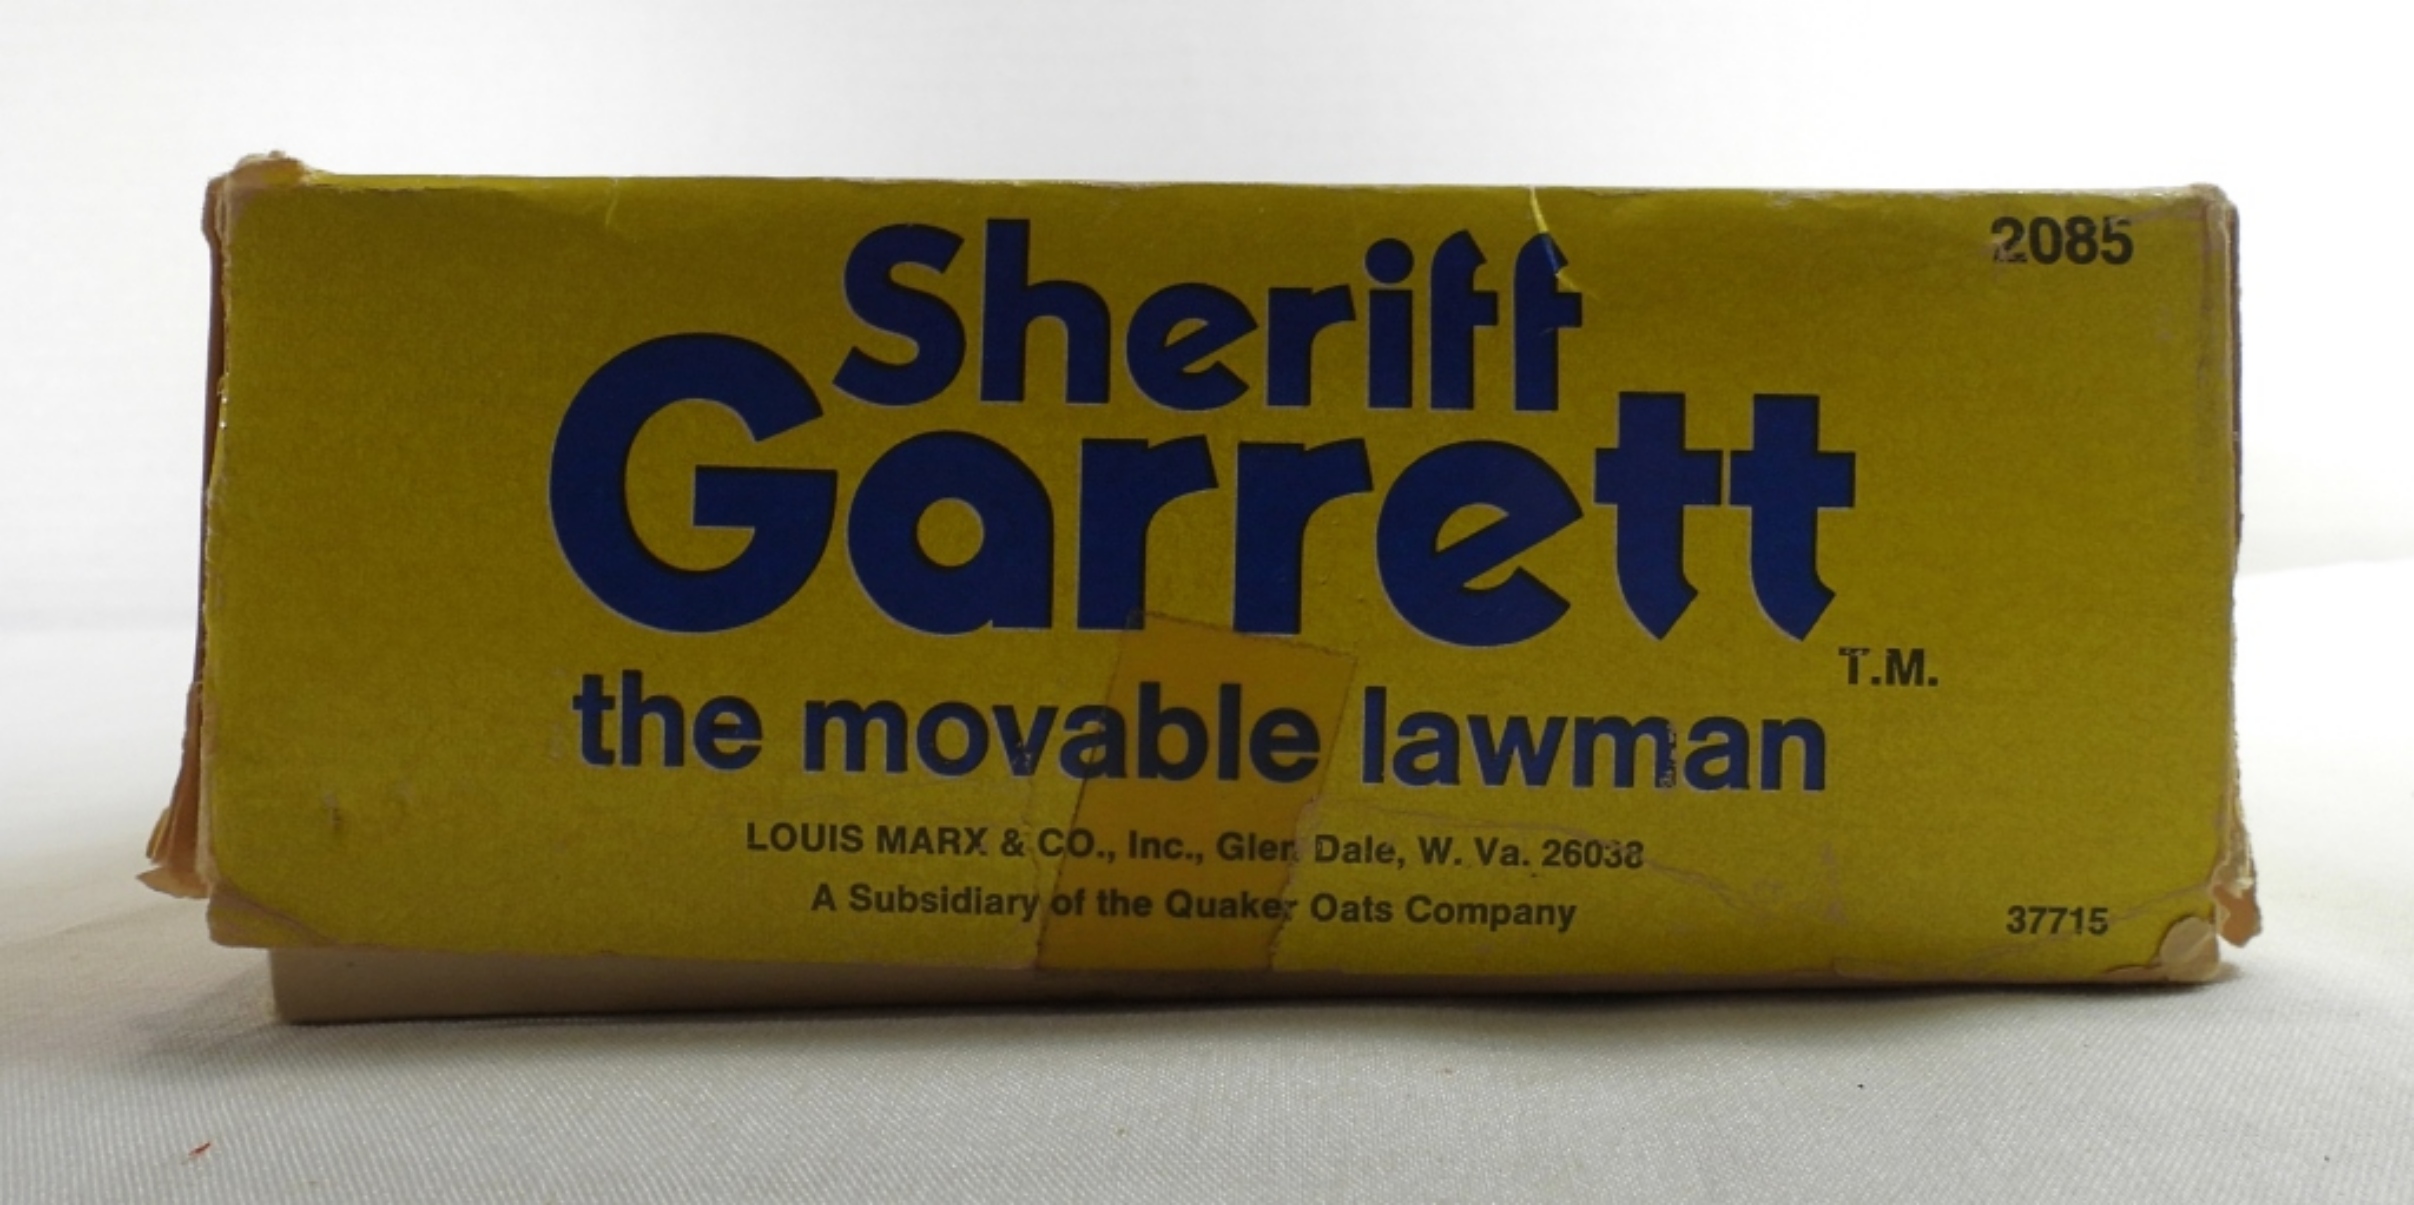 2085
Sheriff
Garrett
T.M.
the movable lawman
LOUIS MARX & CO., Inc., Glen Dale, W. Va. 26038
A Subsidiary of the Quaker Oats Company
37715